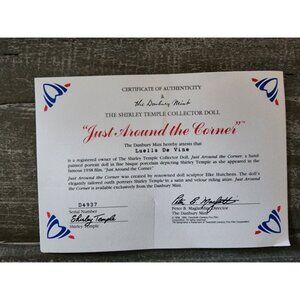 CERTIFICATE OF AUTHENTICITY
&
the Danbury Mint
THE SHIRLEY TEMPLE COLLECTOR DOLL
"Just Around the Corner"™
The Danbury Mint hereby attests that
Luella De Vine
is a registered owner of The Shirley Temple Collector Doll, Just Around the Corner, a hand
painted portrait doll in fine bisque porcelain depicting Shirley Temple as she appeared in the
famous 1938 film, "Just Around the Corner."
Just Around the Corner was created by renowned doll sculptor Elke Hutchens. The doll's
elegantly tailored outfit portrays Shirley Temple in a satin and velvet riding attire. Just Around
the Corner is available exclusively from the Danbury Mint.
D4937
Serial Number
Shirley Temple
Shirley Temple
Peter B. Director
The Danbury Mint